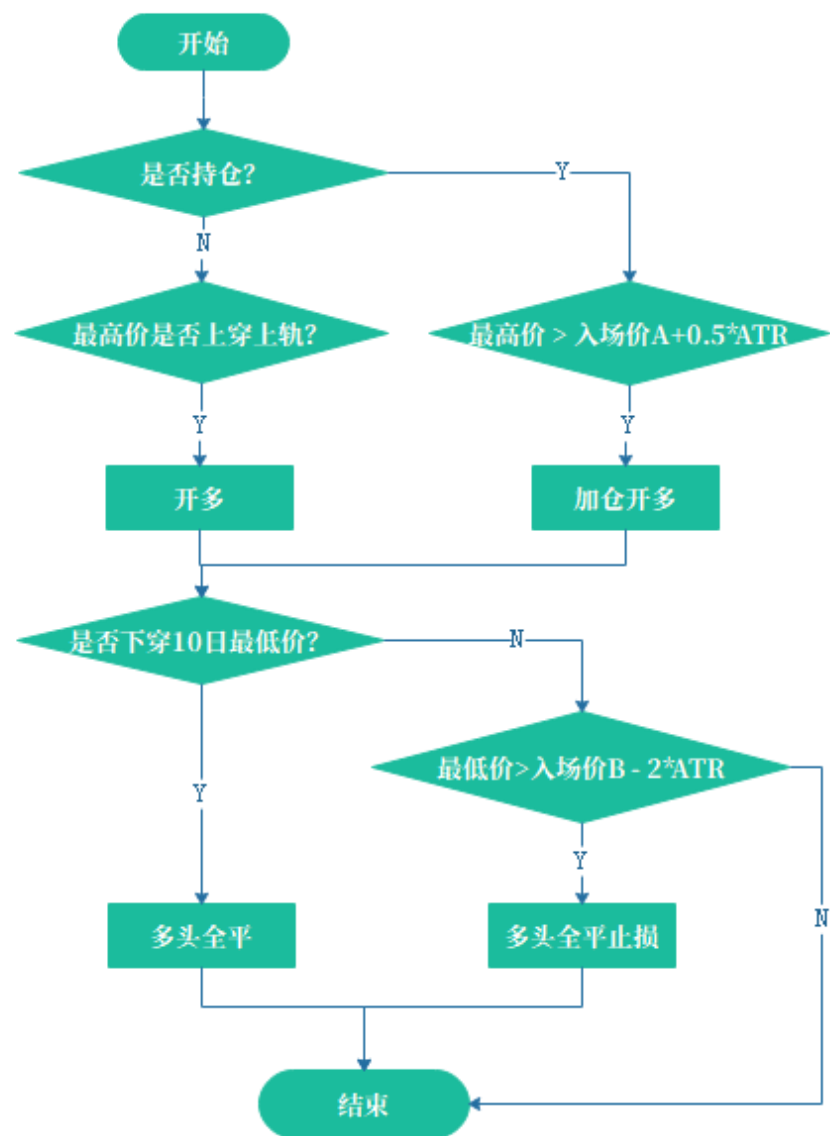 开始
是否持仓?
Y
N
最高价是否上穿上轨?
最高价 > 入场价A+0.5*ATR
Y
Y
开多
加仓开多
是否下穿10日最低价?
N
最低价>入场价B - 2*ATR
Y
Y
N
多头全平
多头全平止损
结束